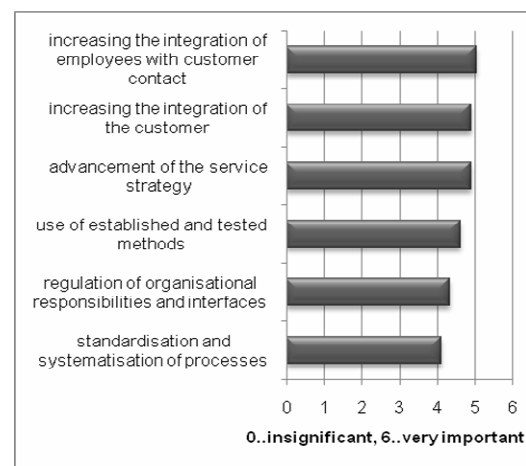 increasing the integration of
employees with customer
contact
increasing the integration of
the customer
advancement of the service
strategy
use of established and tested
methods
regulation of organisational
responsibilities and interfaces
standardisation and
systematisation of processes
0 1 2 3 4 5 6
0..insignificant, 6..very important